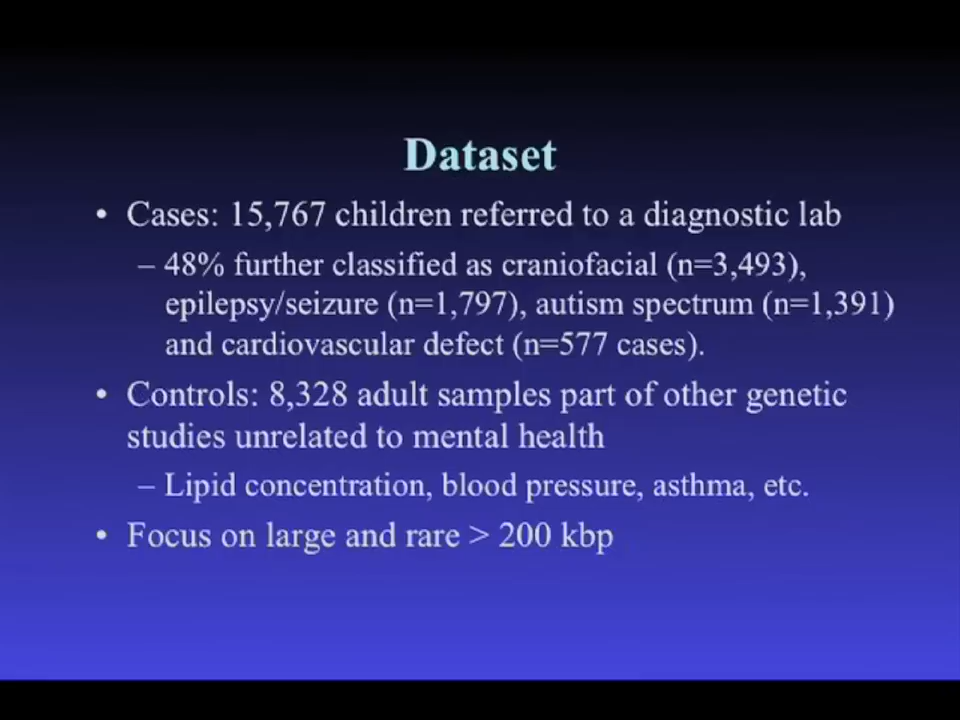 Dataset
• Cases: 15,767 children referred to a diagnostic lab
– 48% further classified as craniofacial (n=3,493),
epilepsy/seizure (n=1,797), autism spectrum (n=1,391)
and cardiovascular defect (n=577 cases).
• Controls: 8,328 adult samples part of other genetic
studies unrelated to mental health
– Lipid concentration, blood pressure, asthma, etc.
• Focus on large and rare > 200 kbp